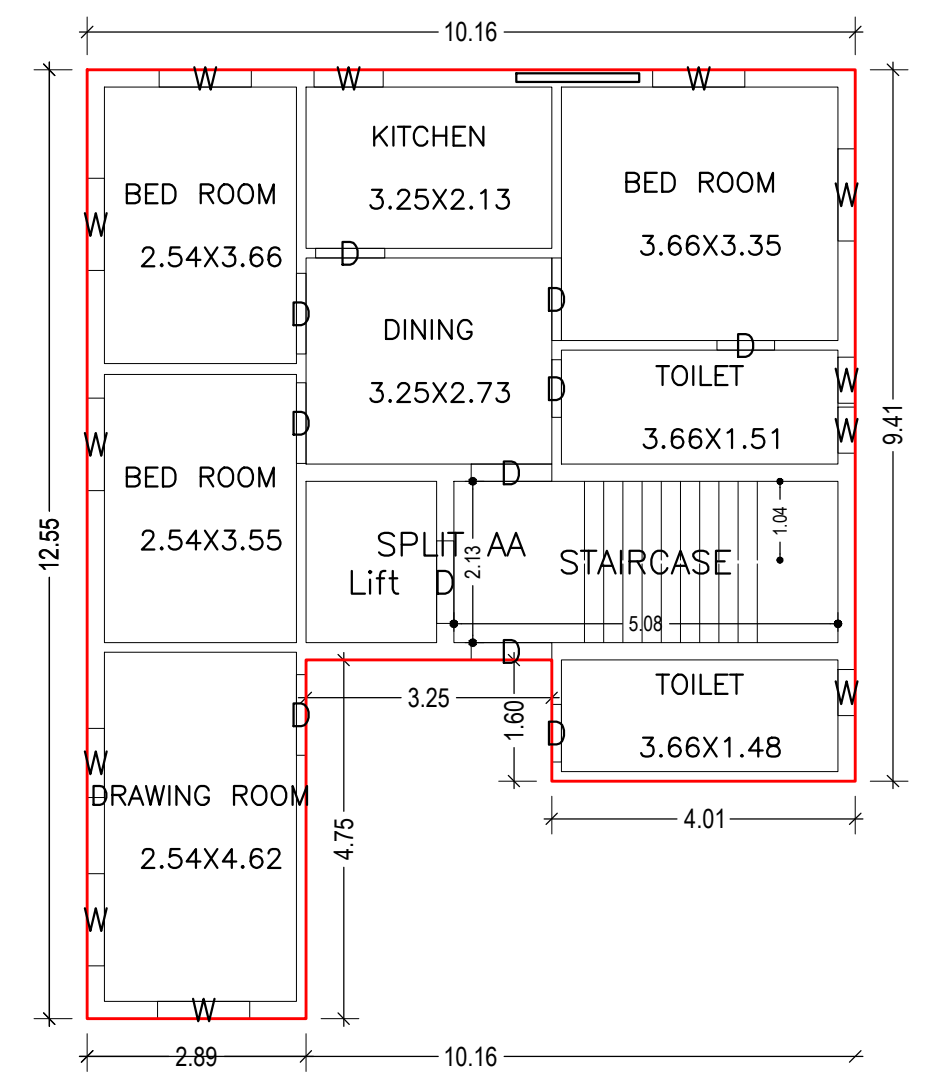 10.16
W W W
KITCHEN
3.25X2.13
BED ROOM
2.54X3.66
BED ROOM
3.66X3.35
W
W
D
D
D
DINING
3.25X2.73
D
TOILET
3.66X1.51
W
W
D
D
W
9.41
BED ROOM
2.54X3.55
D
12.55
SPLIT AA
Lift
D
2.13
STAIRCASE
1.04
5.08
D
TOILET
3.66X1.48
W
3.25
1.60
D
D
W
DRAWING ROOM
2.54X4.62
4.75
4.01
W
W
2.89
10.16